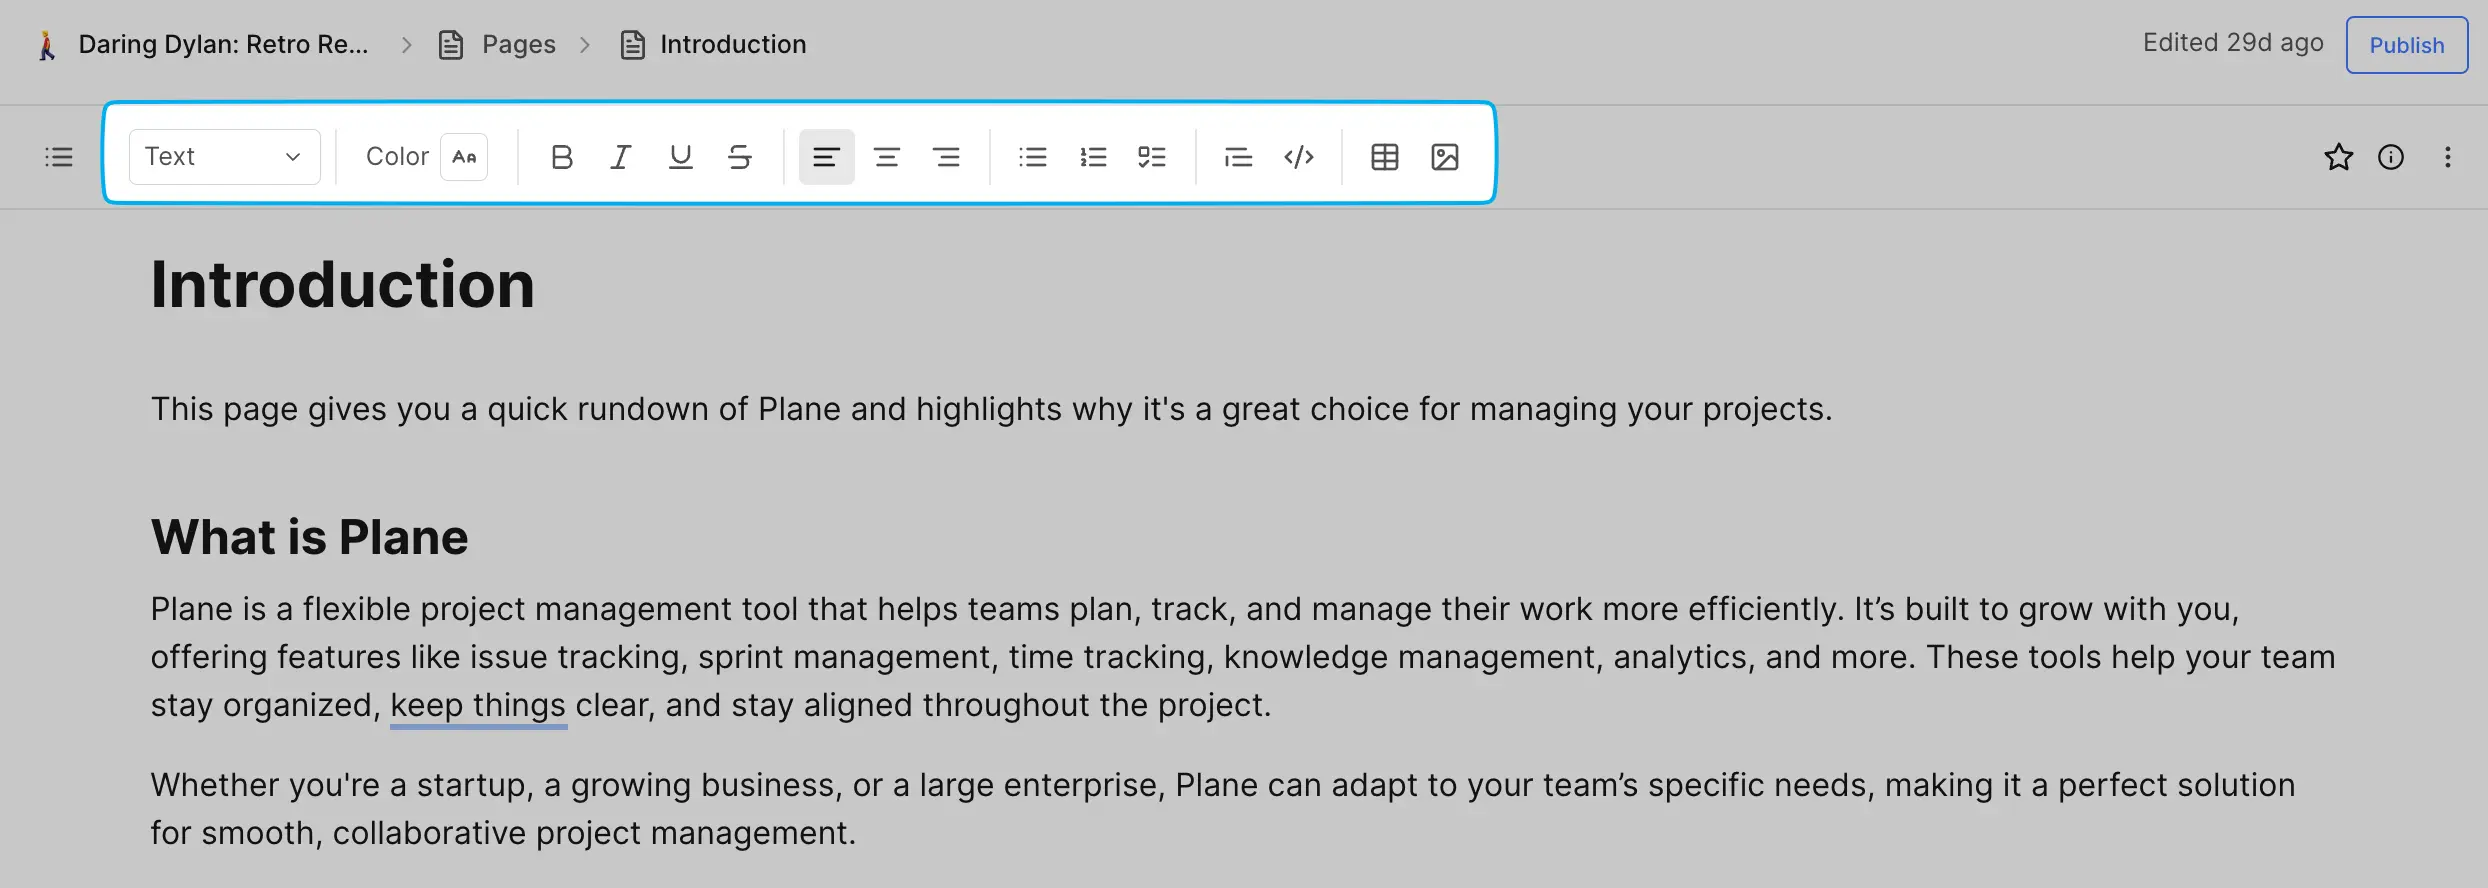 Daring Dylan: Retro Re... Pages Introduction Edited 29d ago Publish
Text Color AA
Introduction
This page gives you a quick rundown of Plane and highlights why it's a great choice for managing your projects.
What is Plane
Plane is a flexible project management tool that helps teams plan, track, and manage their work more efficiently. It’s built to grow with you,
offering features like issue tracking, sprint management, time tracking, knowledge management, analytics, and more. These tools help your team
stay organized, keep things clear, and stay aligned throughout the project.
Whether you're a startup, a growing business, or a large enterprise, Plane can adapt to your team’s specific needs, making it a perfect solution
for smooth, collaborative project management.